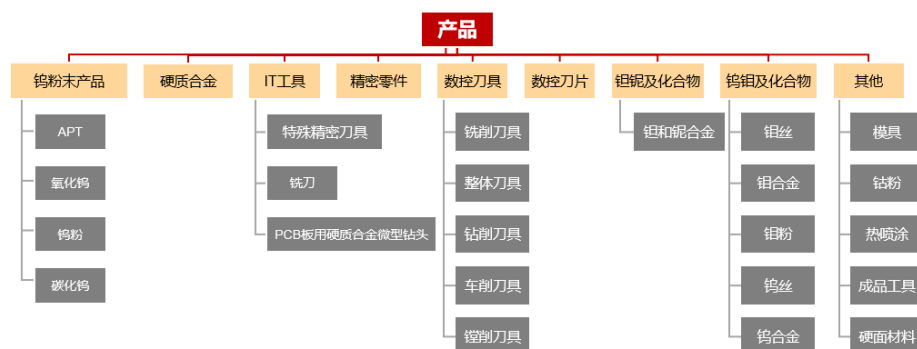 产品
钨粉末产品
硬质合金
IT工具
精密零件
数控刀具
数控刀片
钽铌及化合物
钨钼及化合物
其他
APT
氧化钨
钨粉
碳化钨
特殊精密刀具
铣刀
PCB板用硬质合金微型钻头
铣削刀具
整体刀具
钻削刀具
车削刀具
镗削刀具
钽和铌合金
钼丝
钼合金
钼粉
钨丝
钨合金
模具
钴粉
热喷涂
成品工具
硬面材料